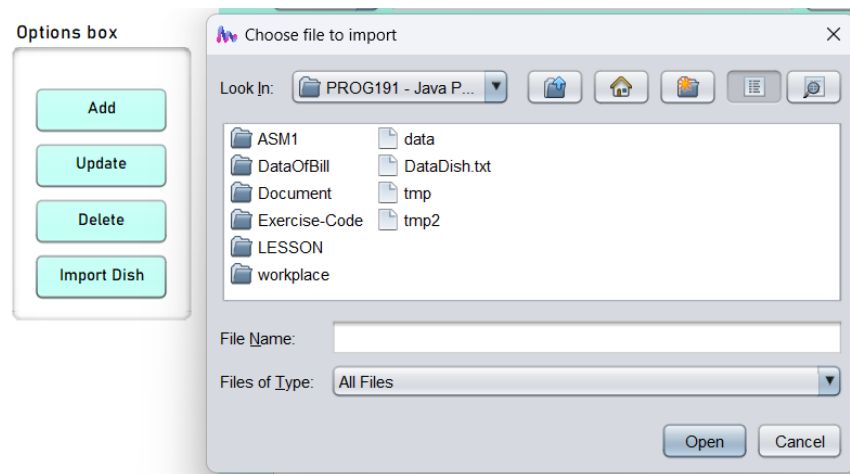 Options box
Add
Update
Delete
Import Dish
Choose file to import
Look In: PROG191 - Java P...
ASM1
DataOfBill
Document
Exercise-Code
LESSON
workplace
data
DataDish.txt
tmp
tmp2
File Name:
Files of Type: All Files
Open Cancel